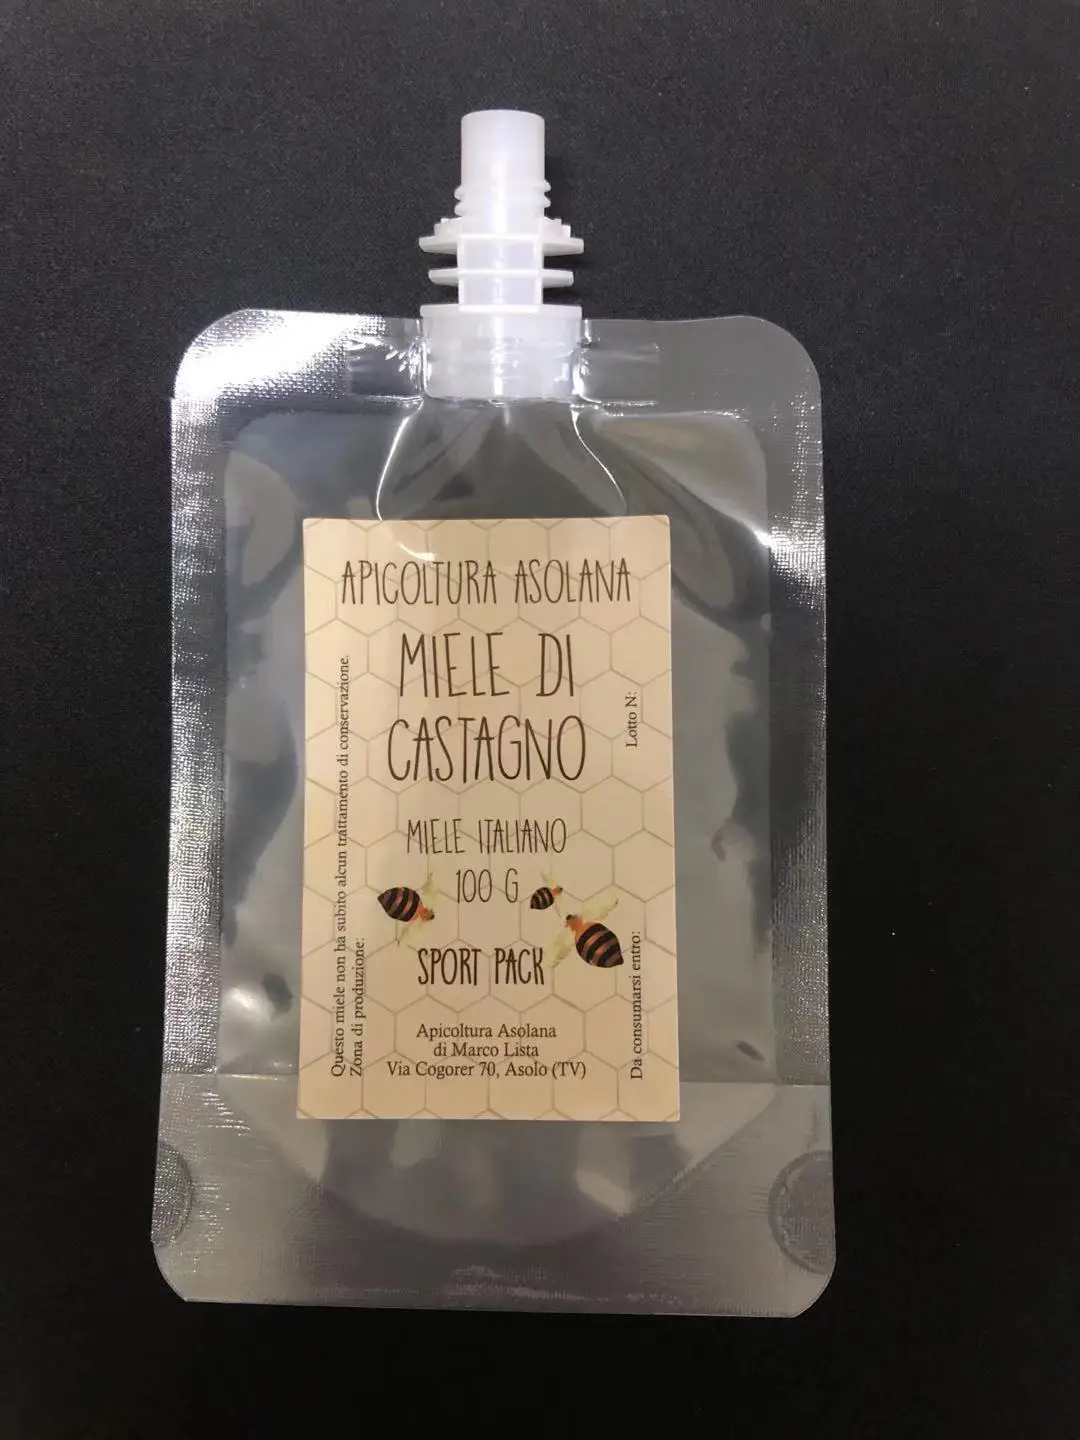 APICOLTURA ASOLANA
MIELE DI
CASTAGNO
MIELE ITALIANO
100 G
SPORT PACK
Apicoltura Asolana
di Marco Lista
Via Cogorer 70, Asolo (TV)
Questo miele non ha subito alcun trattamento di conservazione.
Zona di produzione:
Lotto N:
Da consumarsi entro: